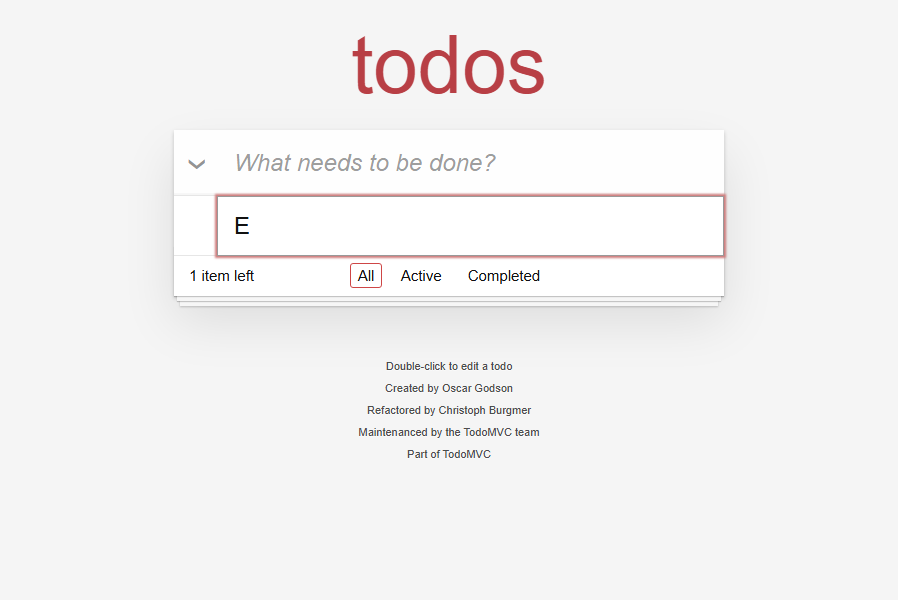 todos
What needs to be done?
E
1 item left All Active Completed
Double-click to edit a todo
Created by Oscar Godson
Refactored by Christoph Burgmer
Maintenanced by the TodoMVC team
Part of TodoMVC